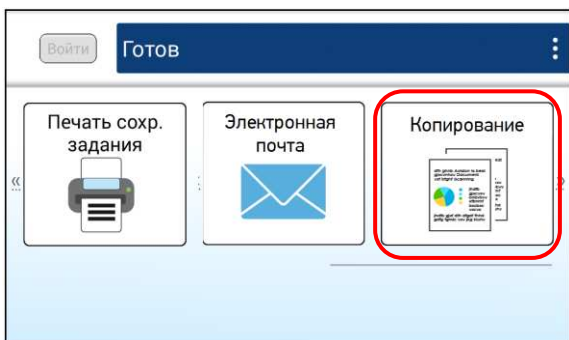 Войти
Готов
Печать сохр.
задания
Электронная
почта
Копирование